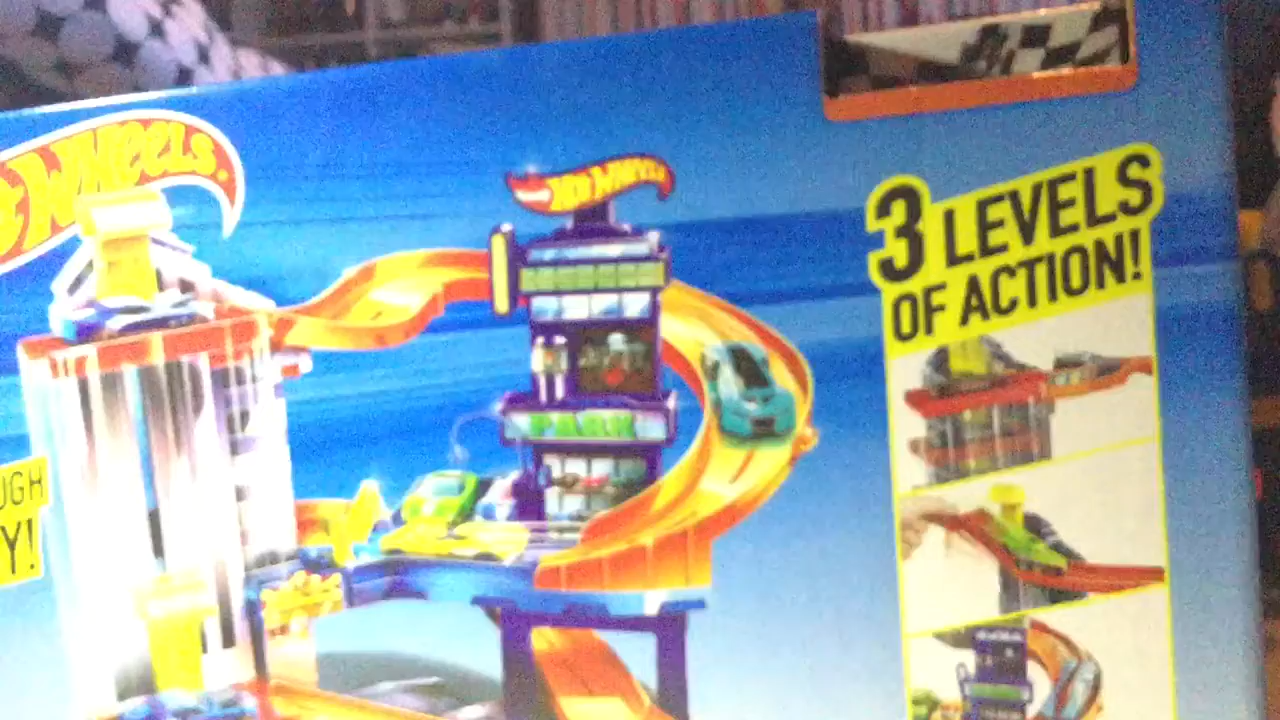 WHEELS
HOT WHEELS
3 LEVELS
OF ACTION!
PARK
UGH
Y!